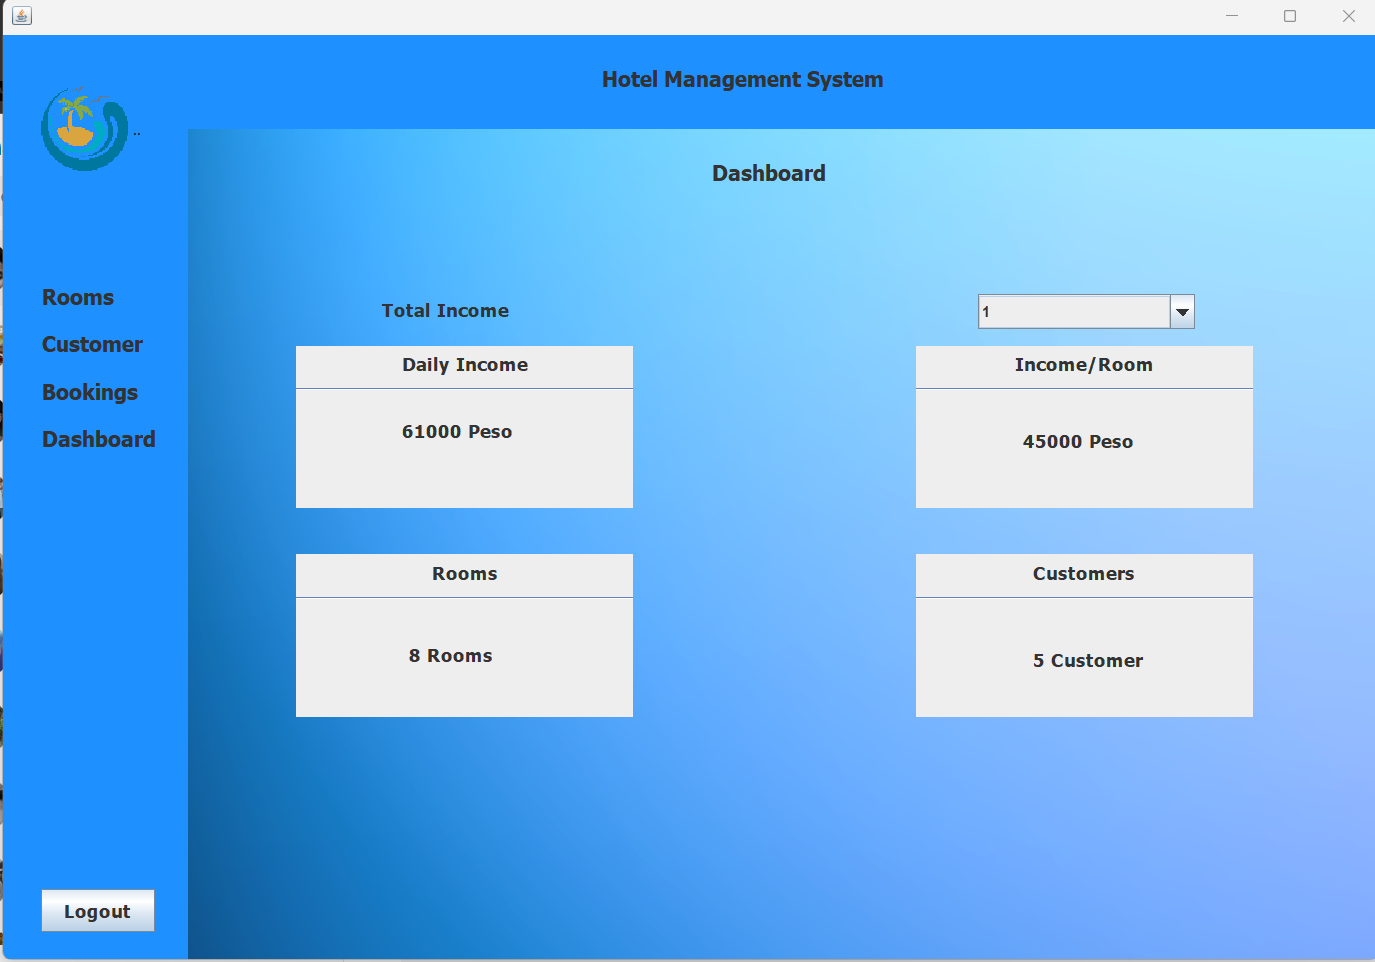 Hotel Management System
..
Dashboard
Rooms
Customer
Bookings
Dashboard
Total Income
1
Daily Income
61000 Peso
Income/Room
45000 Peso
Rooms
8 Rooms
Customers
5 Customer
Logout